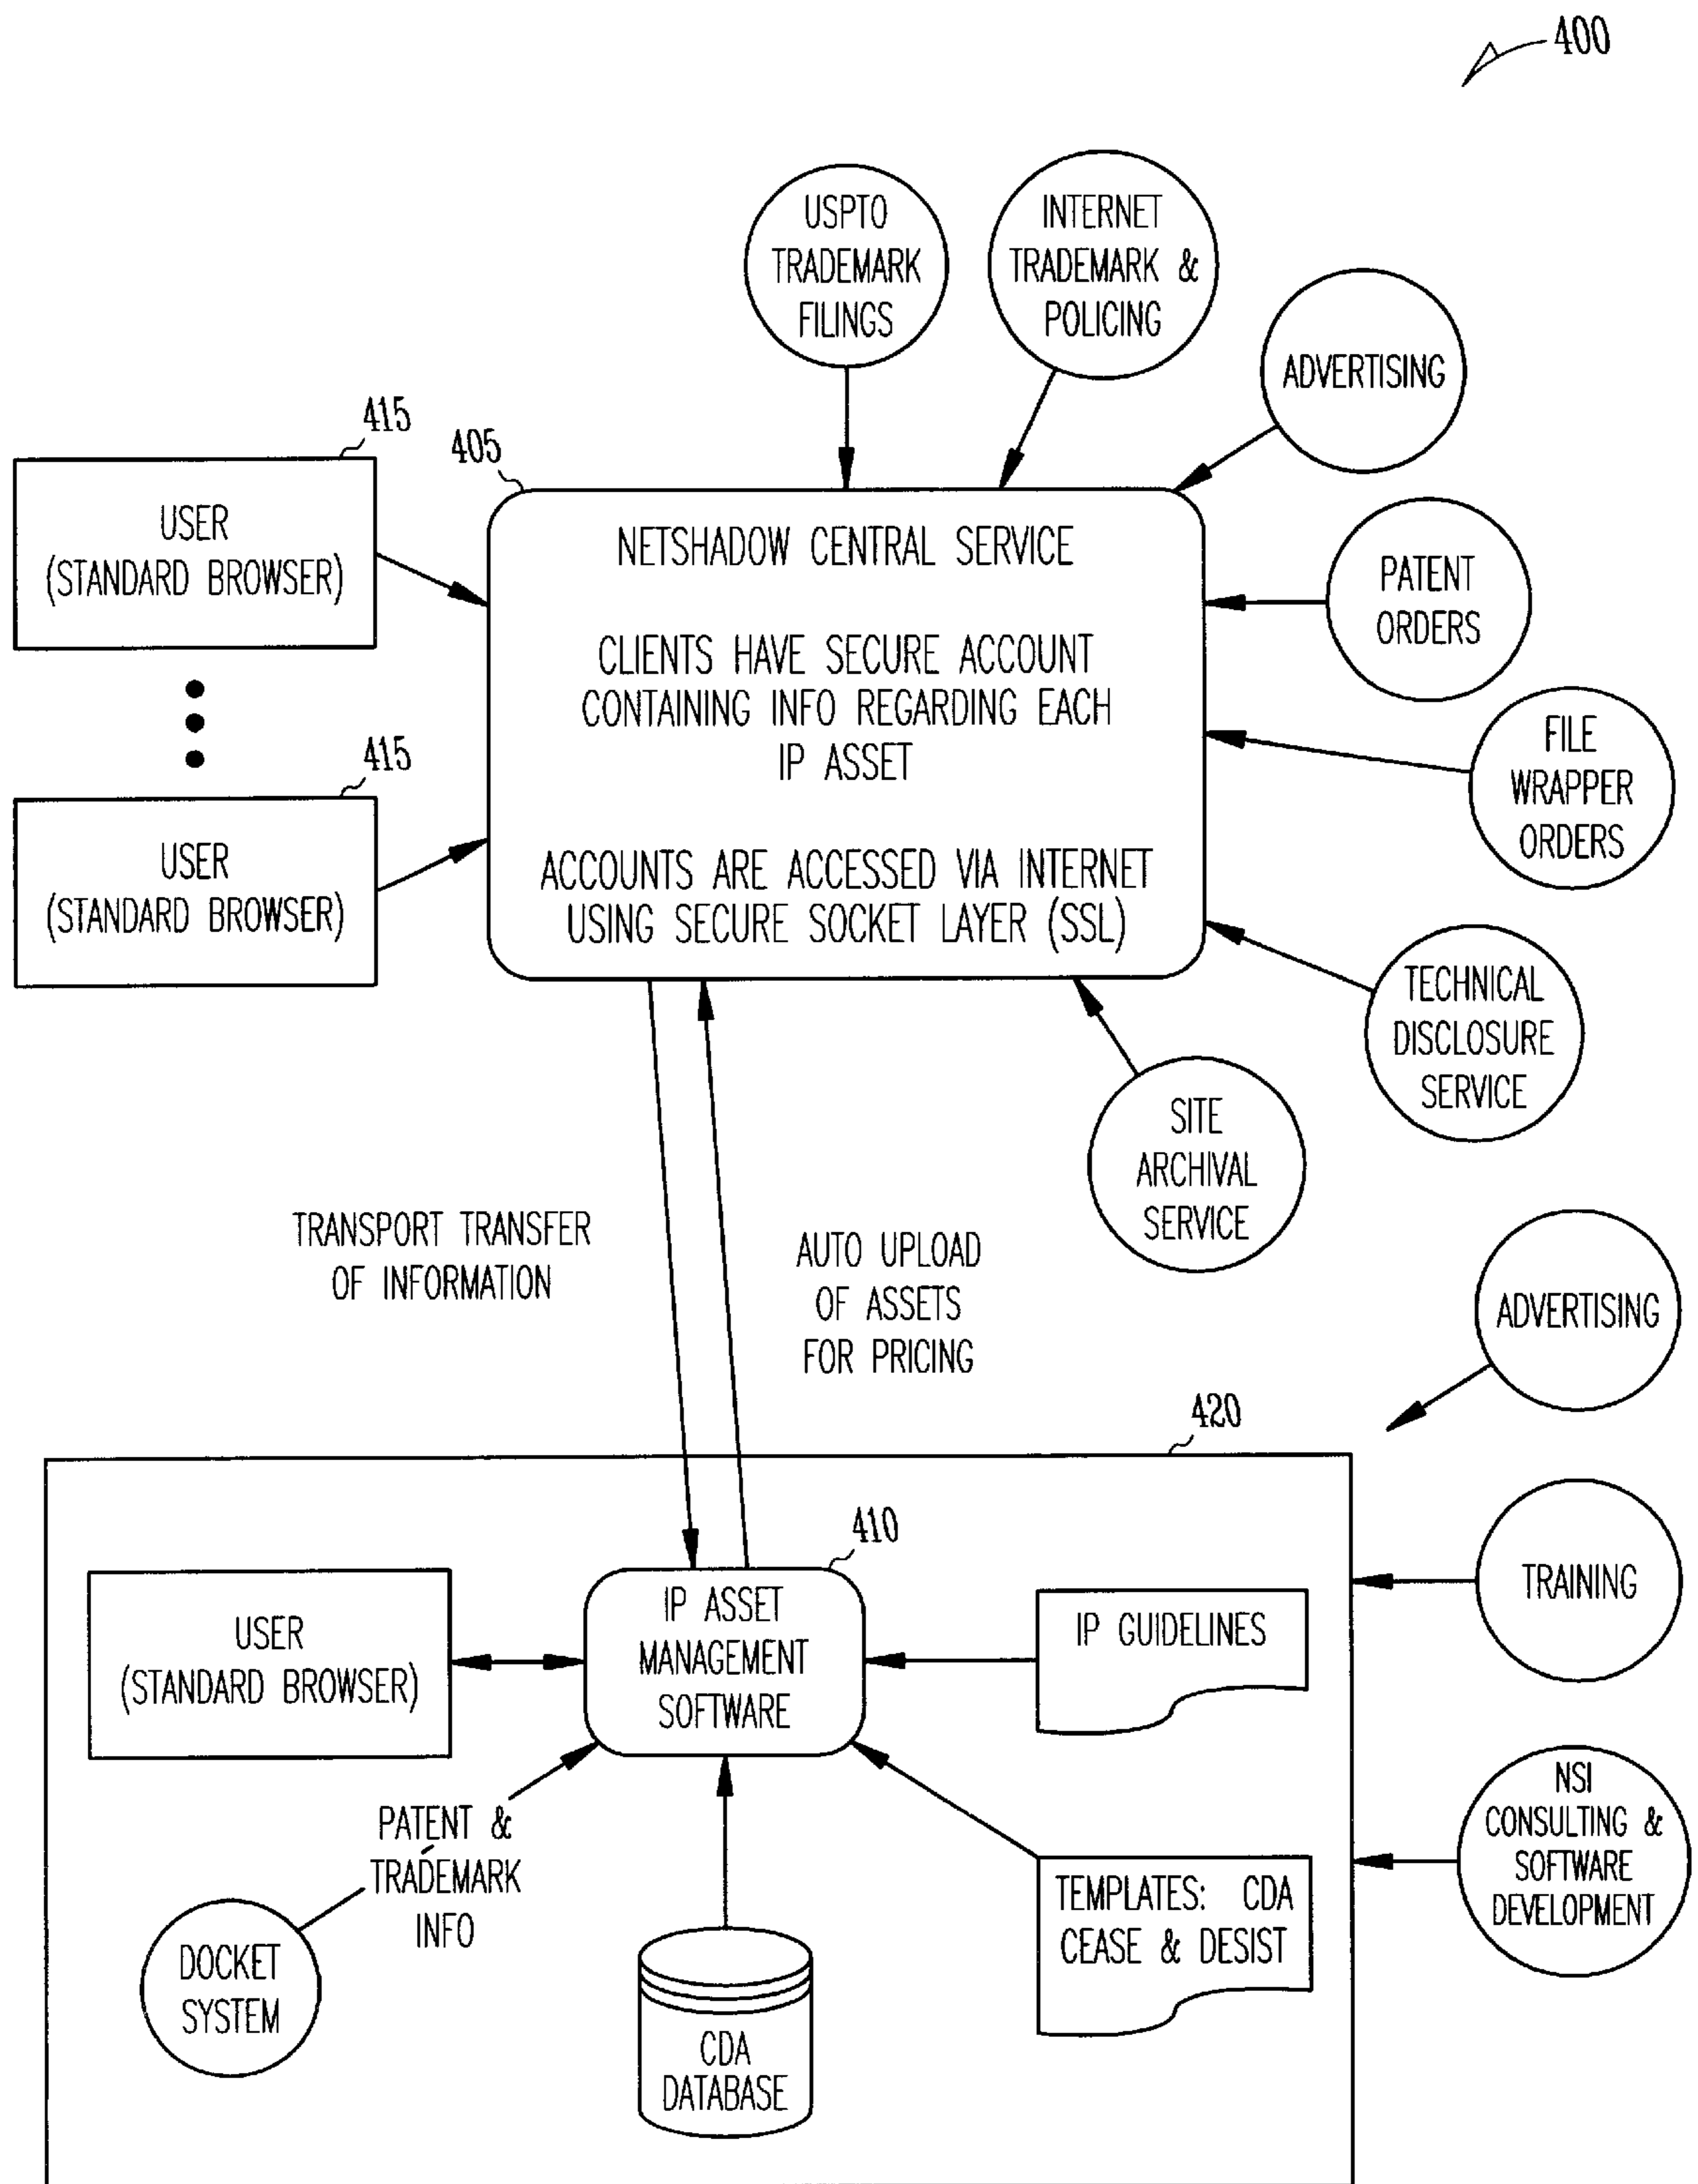 400
USPTO
TRADEMARK
FILINGS
INTERNET
TRADEMARK &
POLICING
ADVERTISING
415
USER
(STANDARD BROWSER)
405
NETSHADOW CENTRAL SERVICE
CLIENTS HAVE SECURE ACCOUNT
CONTAINING INFO REGARDING EACH
IP ASSET
ACCOUNTS ARE ACCESSED VIA INTERNET
USING SECURE SOCKET LAYER (SSL)
PATENT
ORDERS
415
USER
(STANDARD BROWSER)
FILE
WRAPPER
ORDERS
TECHNICAL
DISCLOSURE
SERVICE
SITE
ARCHIVAL
SERVICE
TRANSPORT TRANSFER
OF INFORMATION
AUTO UPLOAD
OF ASSETS
FOR PRICING
ADVERTISING
420
410
USER
(STANDARD BROWSER)
IP ASSET
MANAGEMENT
SOFTWARE
IP GUIDELINES
TRAINING
PATENT &
TRADEMARK
INFO
DOCKET
SYSTEM
CDA
DATABASE
TEMPLATES: CDA
CEASE & DESIST
NSI
CONSULTING &
SOFTWARE
DEVELOPMENT